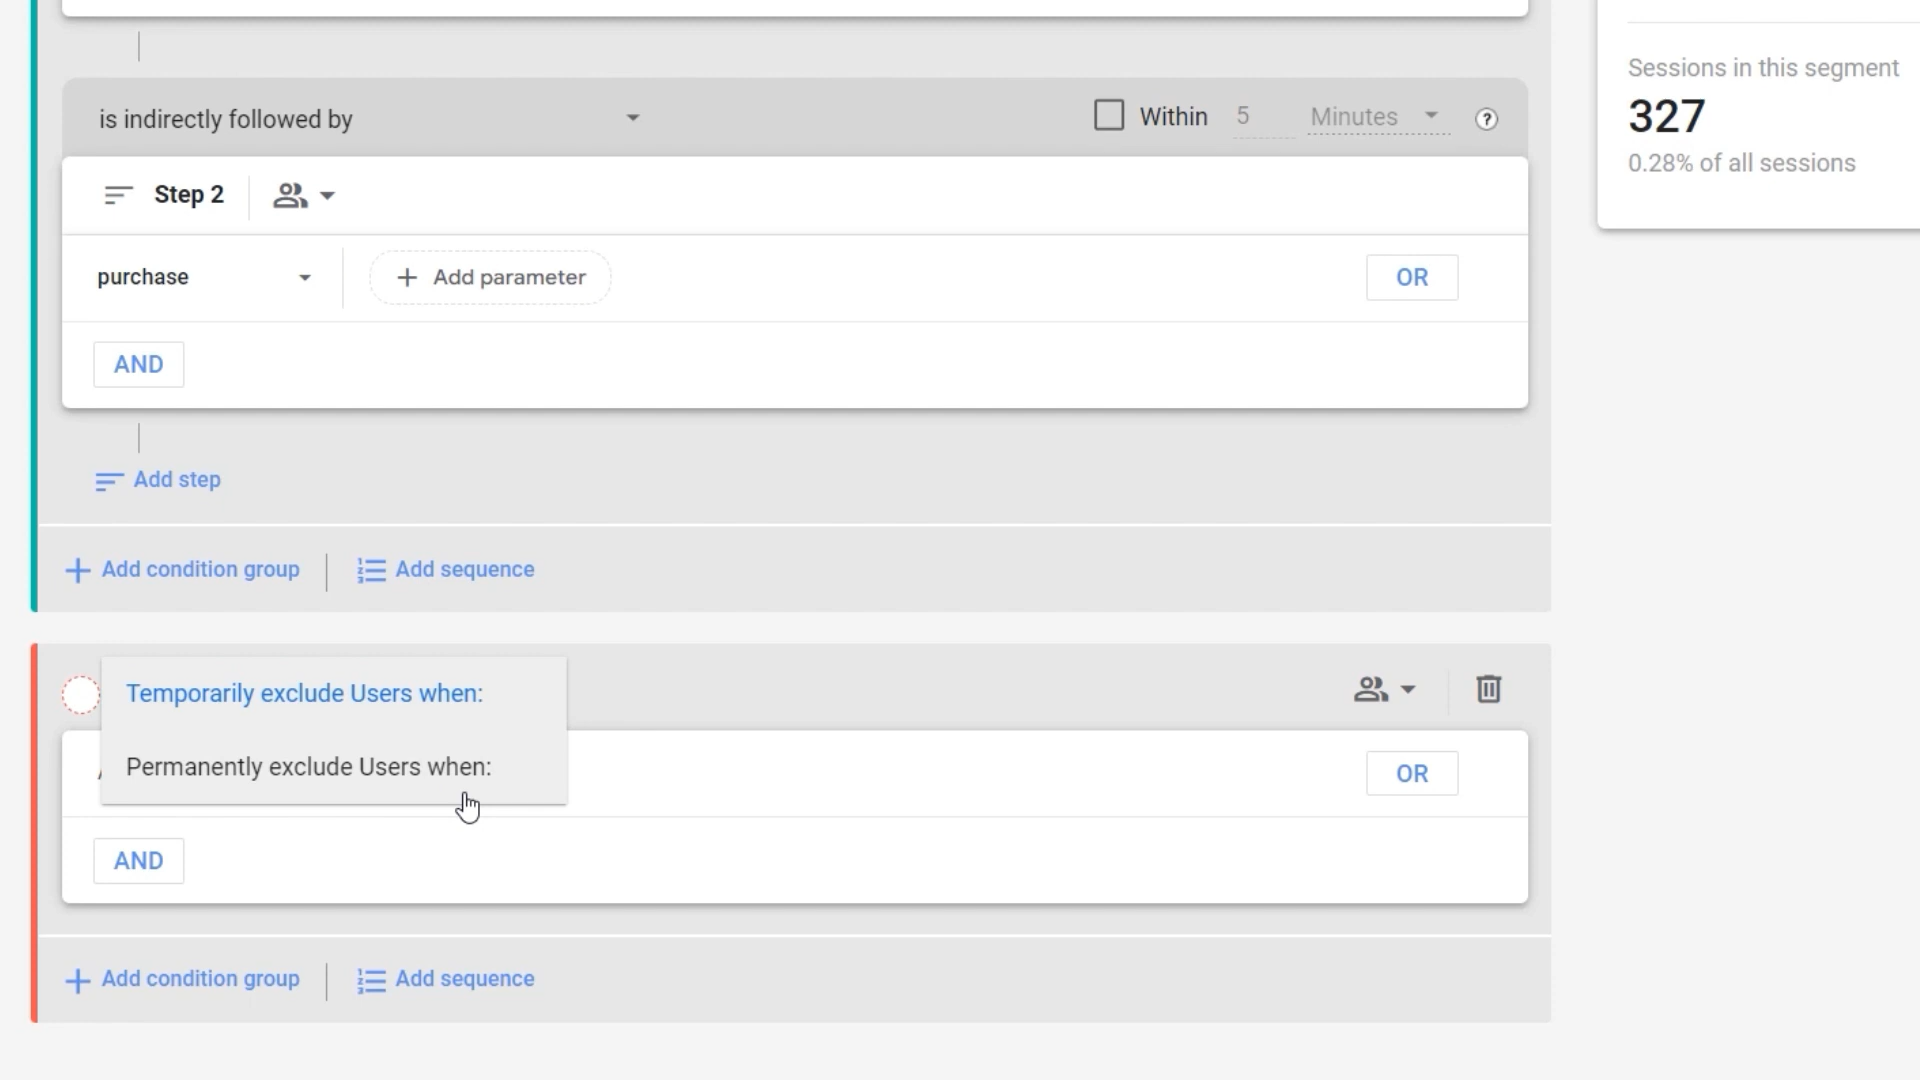 Sessions in this segment
327
0.28% of all sessions
is indirectly followed by
Within 5 Minutes ?
Step 2
purchase
+ Add parameter
OR
AND
Add step
+ Add condition group
Add sequence
Temporarily exclude Users when:
Permanently exclude Users when:
OR
AND
+ Add condition group
Add sequence